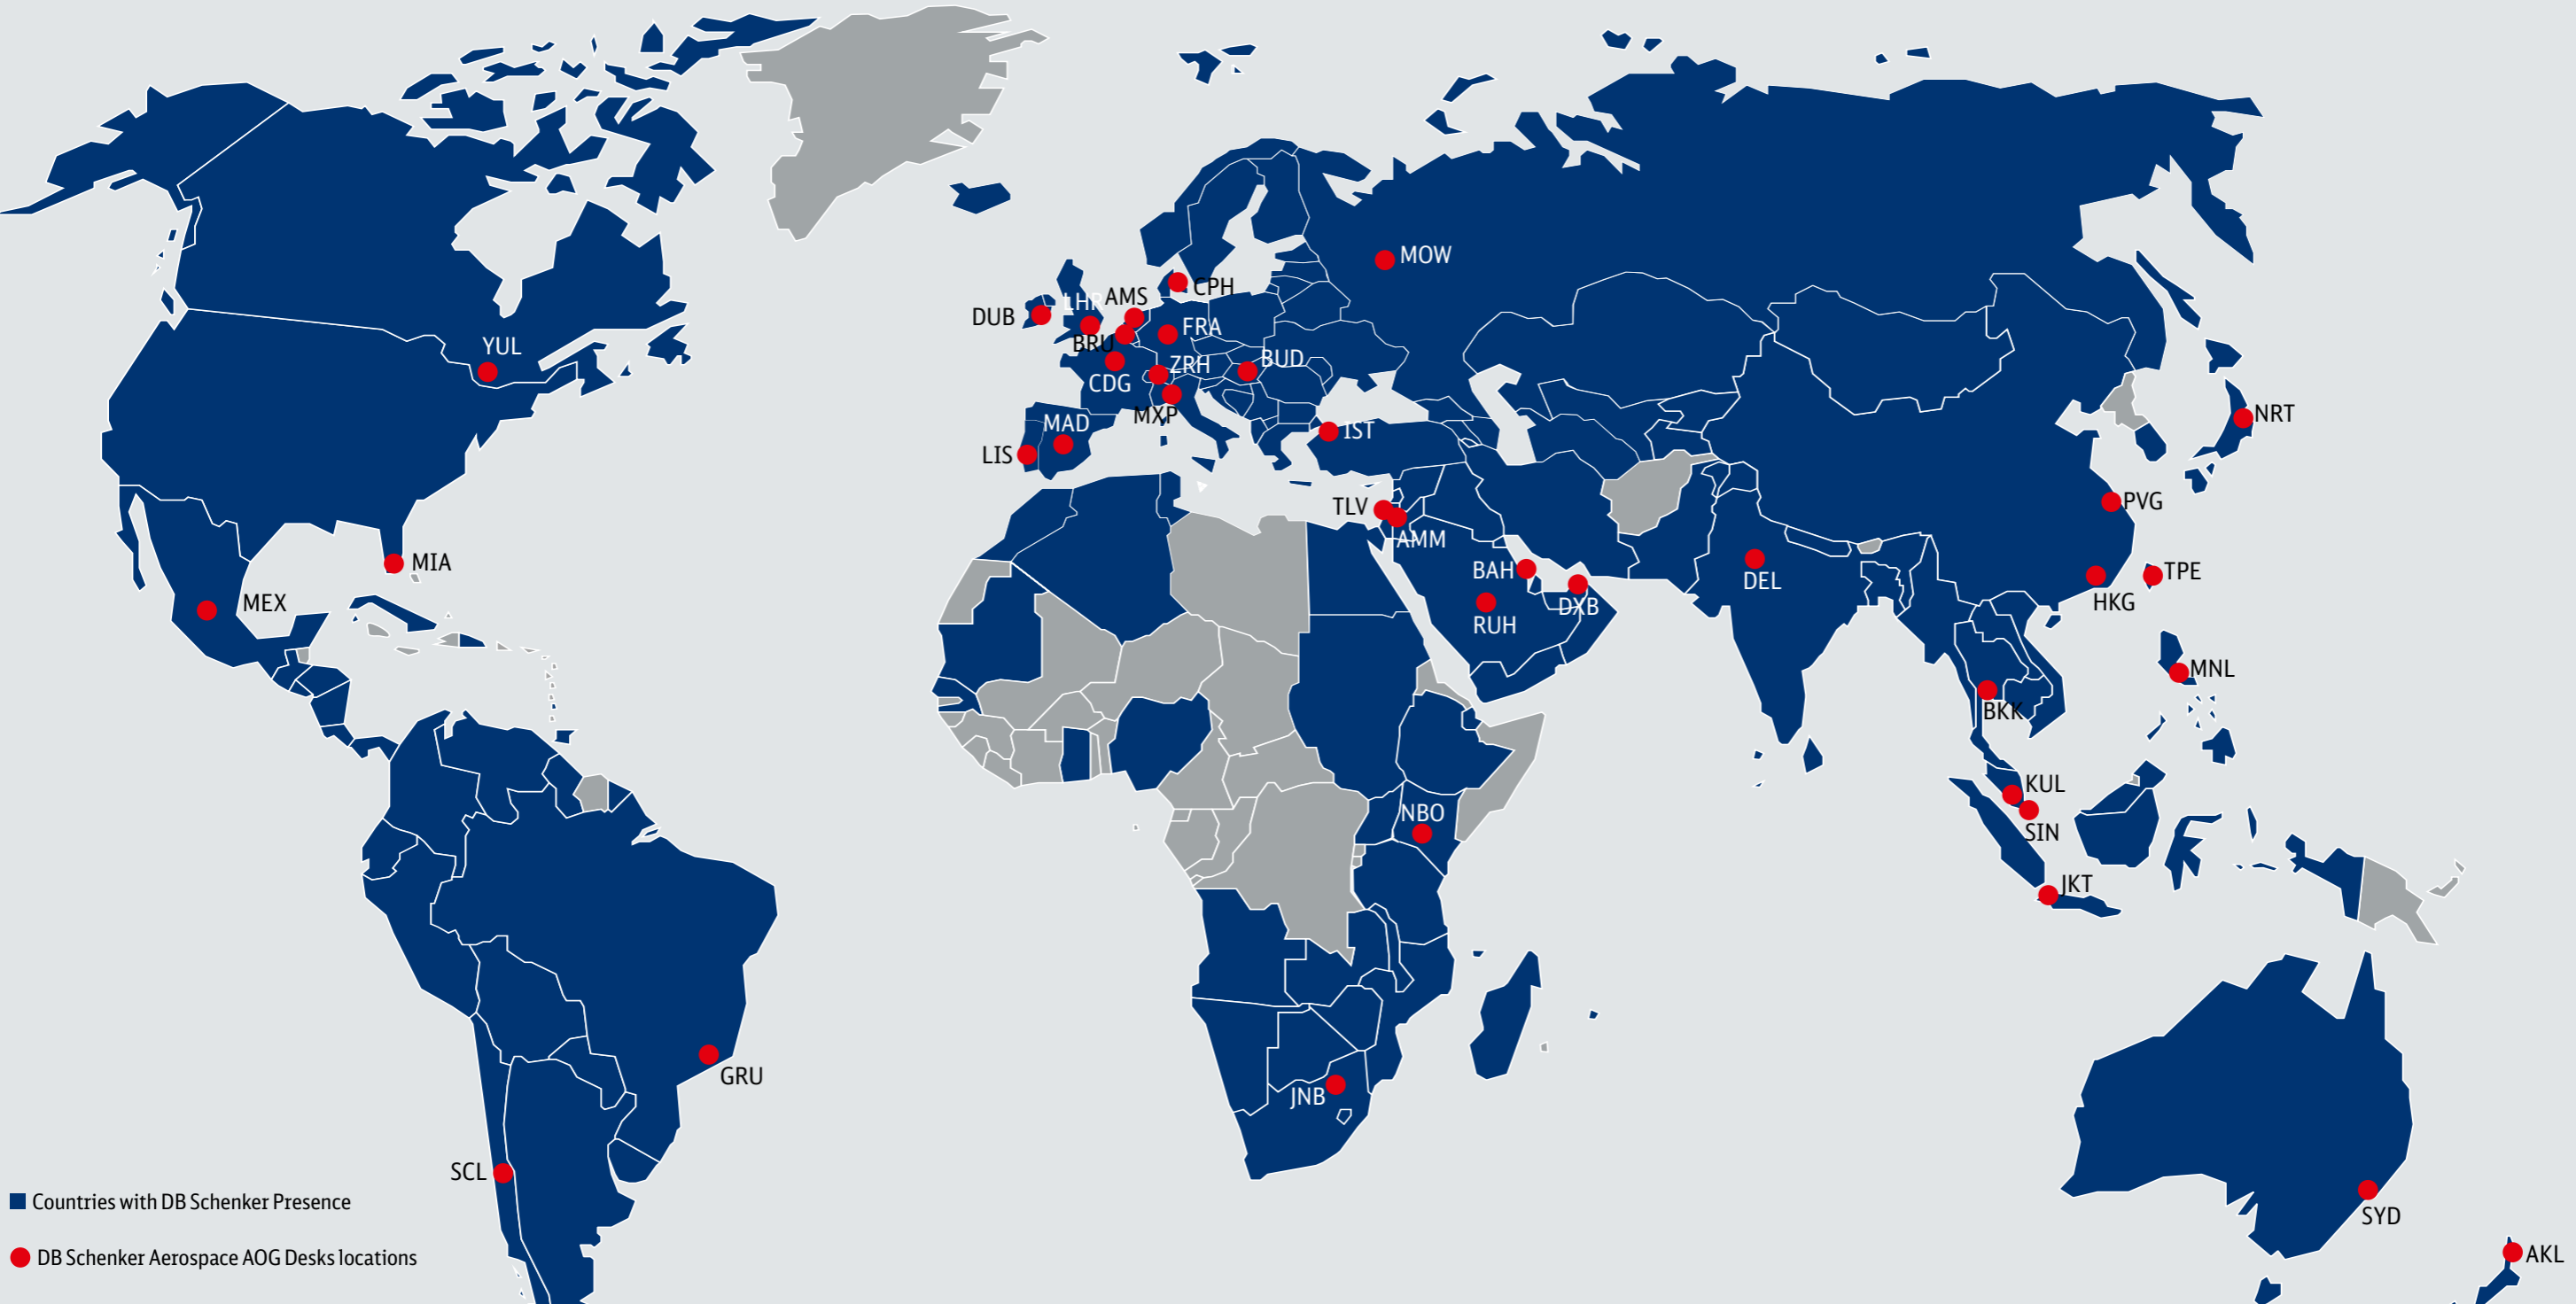 MOW
CPH
AMS
LHR
DUB
FRA
BRU
YUL
ZRH
BUD
CDG
MXP
NRT
MAD
IST
LIS
PVG
TLV
AMM
MIA
BAH
DEL
TPE
MEX
DXB
HKG
RUH
MNL
BKK
KUL
NBO
SIN
JKT
GRU
JNB
SCL
Countries with DB Schenker Presence
SYD
DB Schenker Aerospace AOG Desks locations
AKL